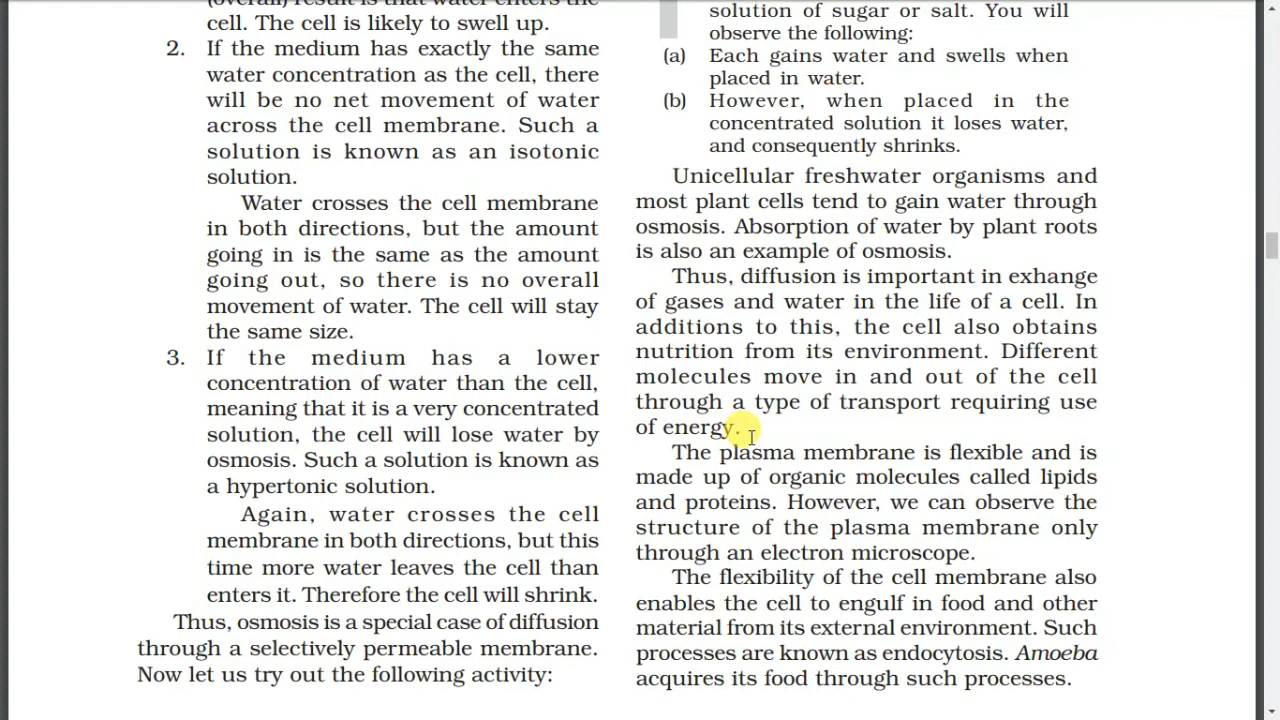 (overall) result is that water enters the
cell. The cell is likely to swell up.
2. If the medium has exactly the same
water concentration as the cell, there
will be no net movement of water
across the cell membrane. Such a
solution is known as an isotonic
solution.
Water crosses the cell membrane
in both directions, but the amount
going in is the same as the amount
going out, so there is no overall
movement of water. The cell will stay
the same size.
3. If the medium has a lower
concentration of water than the cell,
meaning that it is a very concentrated
solution, the cell will lose water by
osmosis. Such a solution is known as
a hypertonic solution.
Again, water crosses the cell
membrane in both directions, but this
time more water leaves the cell than
enters it. Therefore the cell will shrink.
Thus, osmosis is a special case of diffusion
through a selectively permeable membrane.
Now let us try out the following activity:
solution of sugar or salt. You will
observe the following:
(a) Each gains water and swells when
placed in water.
(b) However, when placed in the
concentrated solution it loses water,
and consequently shrinks.
Unicellular freshwater organisms and
most plant cells tend to gain water through
osmosis. Absorption of water by plant roots
is also an example of osmosis.
Thus, diffusion is important in exhange
of gases and water in the life of a cell. In
additions to this, the cell also obtains
nutrition from its environment. Different
molecules move in and out of the cell
through a type of transport requiring use
of energy.
The plasma membrane is flexible and is
made up of organic molecules called lipids
and proteins. However, we can observe the
structure of the plasma membrane only
through an electron microscope.
The flexibility of the cell membrane also
enables the cell to engulf in food and other
material from its external environment. Such
processes are known as endocytosis. Amoeba
acquires its food through such processes.